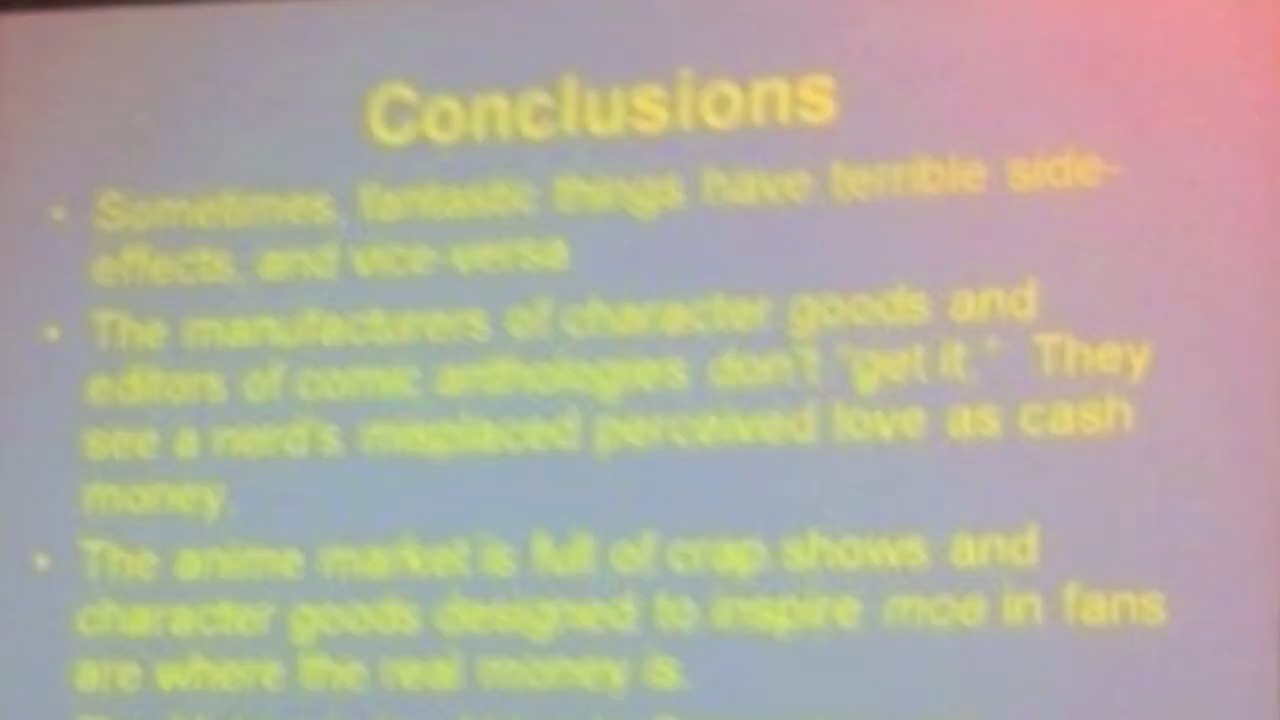 Conclusions
• Sometimes, fantastic things have terrible side-
effects, and vice-versa
• The manufacturers of character goods and
editors of comic anthologies don't "get it." They
see a nerd's misplaced perceived love as cash
money.
• The anime market is full of crap shows and
character goods designed to inspire moe in fans
are where the real money is.